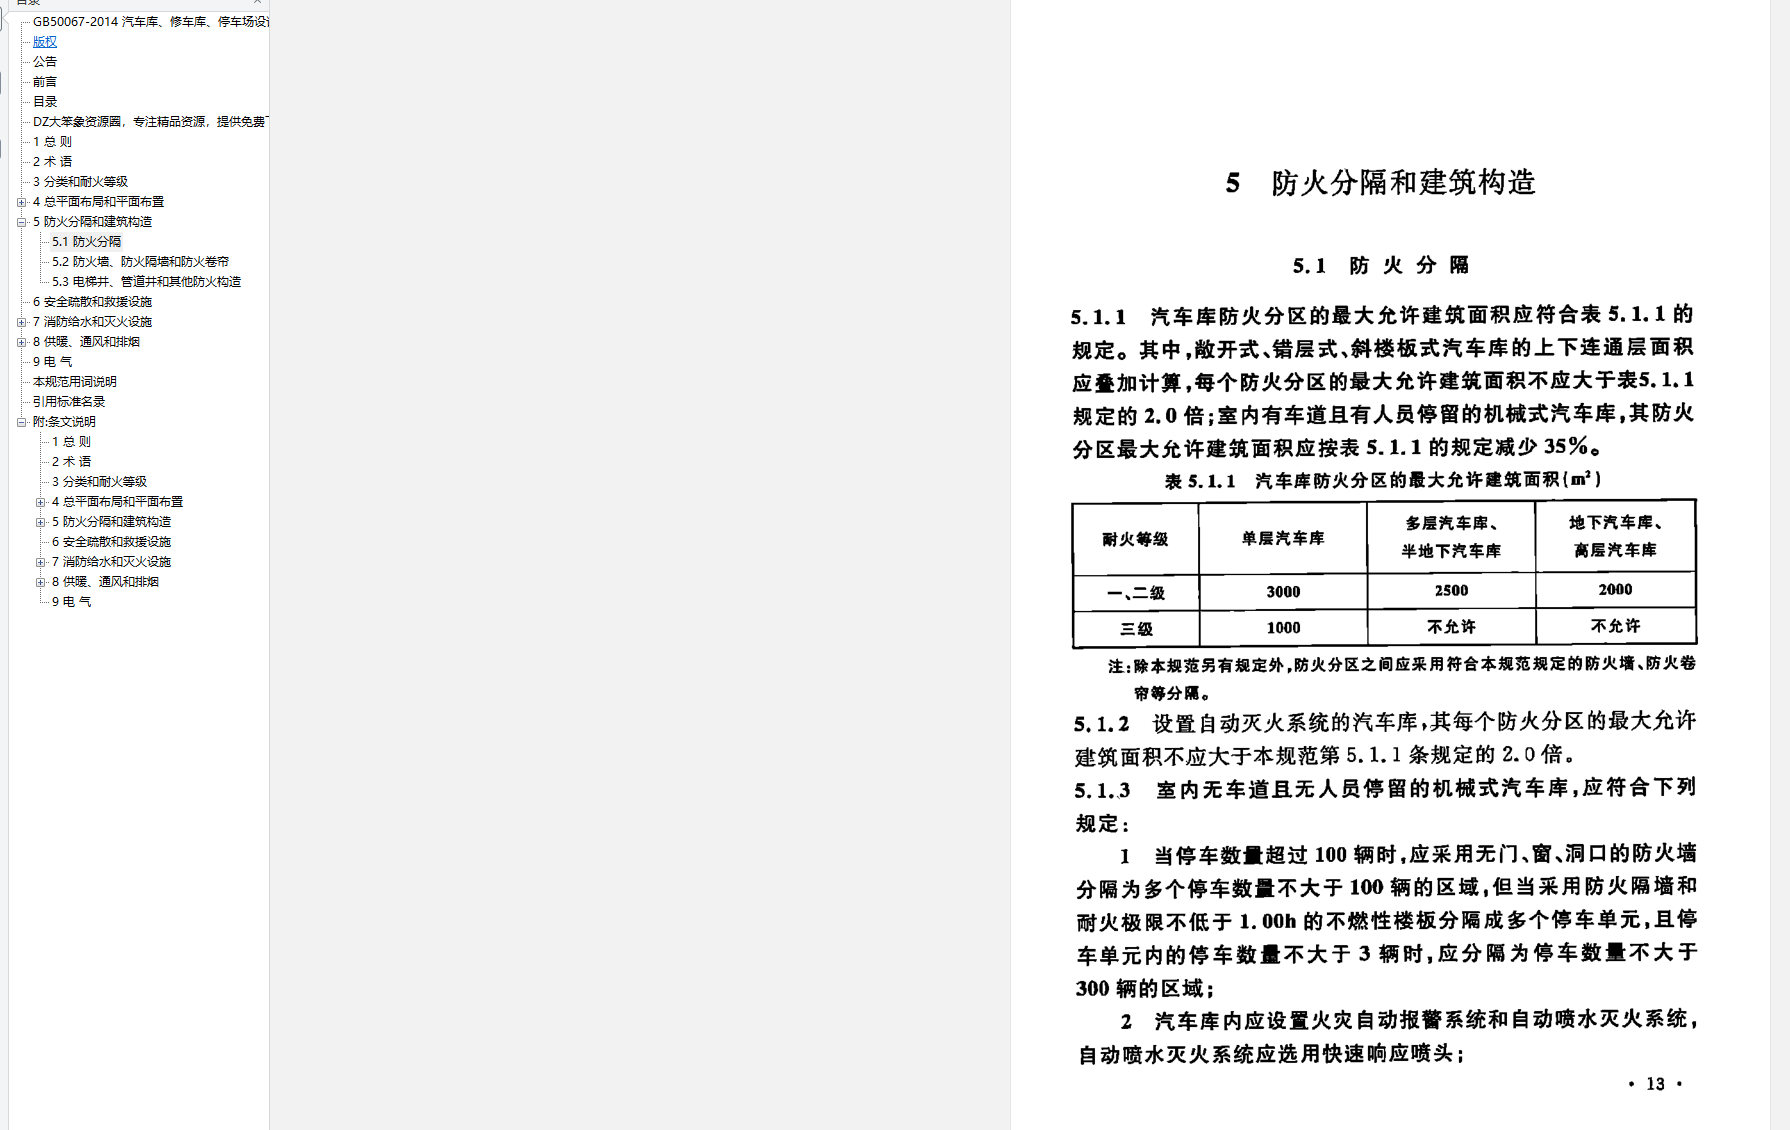 目录
GB50067-2014 汽车库、修车库、停车场设
版权
公告
前言
目录
DZ大笨象资源圈，专注精品资源，提供免费
1 总 则
2 术 语
3 分类和耐火等级
4 总平面布局和平面布置
5 防火分隔和建筑构造
5.1 防火分隔
5.2 防火墙、防火隔墙和防火卷帘
5.3 电梯井、管道井和其他防火构造
6 安全疏散和救援设施
7 消防给水和灭火设施
8 供暖、通风和排烟
9 电 气
本规范用词说明
引用标准名录
附:条文说明
1 总 则
2 术 语
3 分类和耐火等级
4 总平面布局和平面布置
5 防火分隔和建筑构造
6 安全疏散和救援设施
7 消防给水和灭火设施
8 供暖、通风和排烟
9 电 气
5 防火分隔和建筑构造
5.1 防 火 分 隔
5.1.1 汽车库防火分区的最大允许建筑面积应符合表 5.1.1 的
规定。其中,敞开式、错层式、斜楼板式汽车库的上下连通层面积
应叠加计算,每个防火分区的最大允许建筑面积不应大于表5.1.1
规定的 2.0 倍;室内有车道且有人员停留的机械式汽车库,其防火
分区最大允许建筑面积应按表 5.1.1 的规定减少 35%。
表 5.1.1 汽车库防火分区的最大允许建筑面积(m²)
耐火等级 单层汽车库 多层汽车库、 地下汽车库、
半地下汽车库 高层汽车库
一、二级 3000 2500 2000
三级 1000 不允许 不允许
注:除本规范另有规定外,防火分区之间应采用符合本规范规定的防火墙、防火卷
帘等分隔。
5.1.2 设置自动灭火系统的汽车库,其每个防火分区的最大允许
建筑面积不应大于本规范第 5.1.1 条规定的 2.0 倍。
5.1.3 室内无车道且无人员停留的机械式汽车库,应符合下列
规定:
1 当停车数量超过 100 辆时,应采用无门、窗、洞口的防火墙
分隔为多个停车数量不大于 100 辆的区域,但当采用防火隔墙和
耐火极限不低于 1.00h 的不燃性楼板分隔成多个停车单元,且停
车单元内的停车数量不大于 3 辆时,应分隔为停车数量不大于
300 辆的区域;
2 汽车库内应设置火灾自动报警系统和自动喷水灭火系统,
自动喷水灭火系统应选用快速响应喷头;
· 13 ·